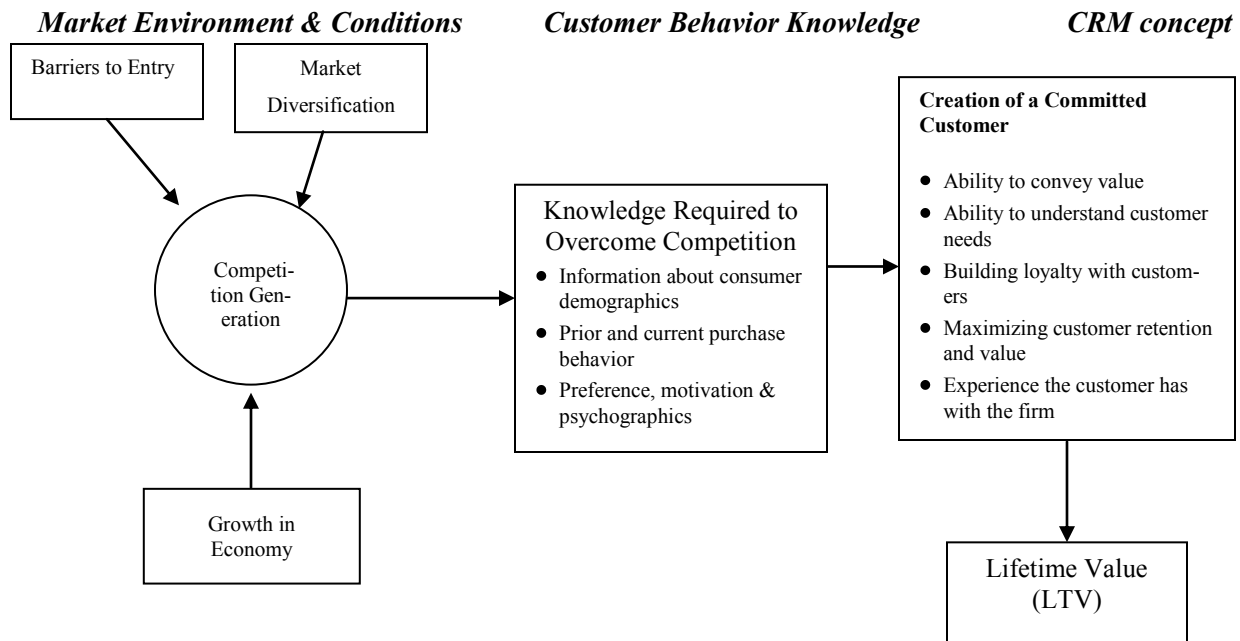 Market Environment & Conditions
Customer Behavior Knowledge
CRM concept
Barriers to Entry
Market
Diversification
Competi-
tion Gen-
eration
Growth in
Economy
Knowledge Required to
Overcome Competition
● Information about consumer
demographics
● Prior and current purchase
behavior
● Preference, motivation &
psychographics
Creation of a Committed
Customer
● Ability to convey value
● Ability to understand customer
needs
● Building loyalty with custom-
ers
● Maximizing customer retention
and value
● Experience the customer has
with the firm
Lifetime Value
(LTV)